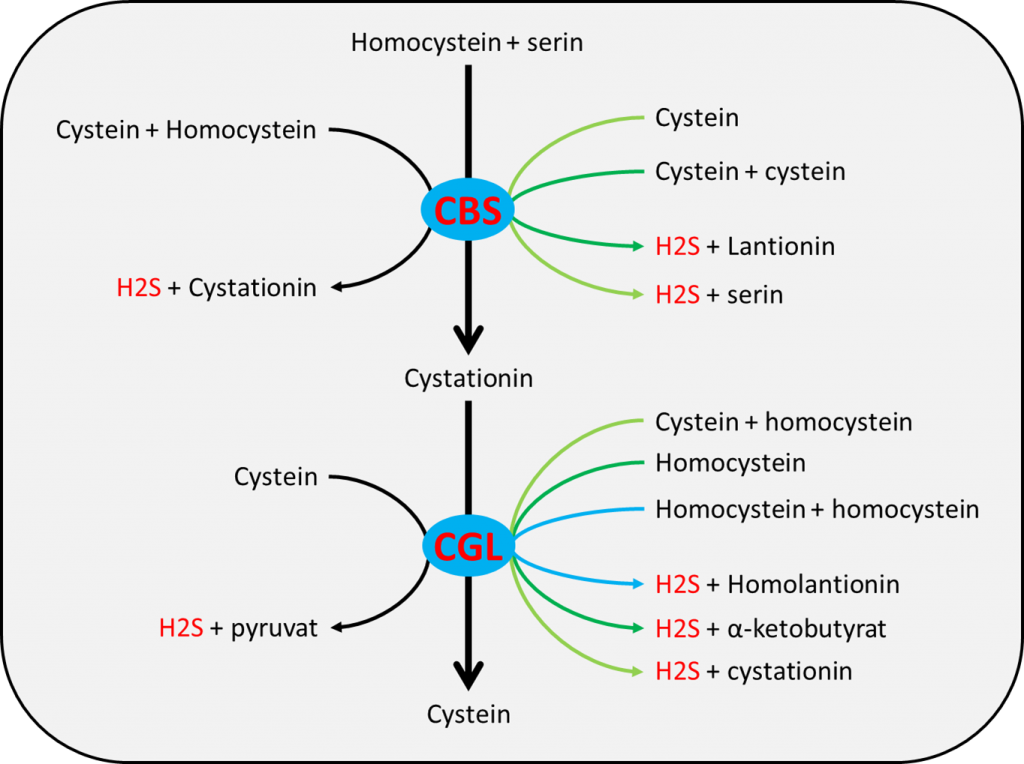 Homocystein + serin
Cystein + Homocystein
Cystein
Cystein + cystein
CBS
H2S + Lantionin
H2S + Cystationin
H2S + serin
Cystationin
Cystein + homocystein
Homocystein
Cystein
Homocystein + homocystein
CGL
H2S + Homolantionin
H2S + pyruvat
H2S + α-ketobutyrat
H2S + cystationin
Cystein